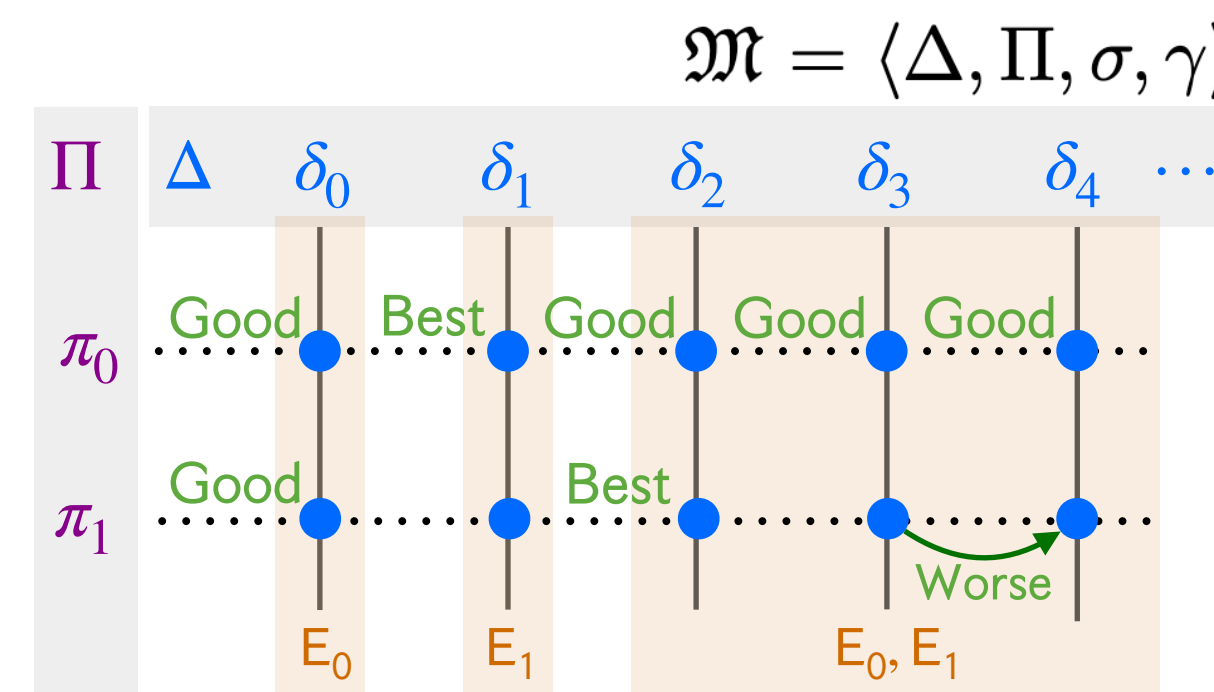 𝔐 = ⟨Δ, Π, σ, γ⟩
Π Δ δ₀ δ₁ δ₂ δ₃ δ₄ ⋯
Good Best Good Good Good
π₀
Good Best
π₁
Worse
E₀ E₁ E₀, E₁